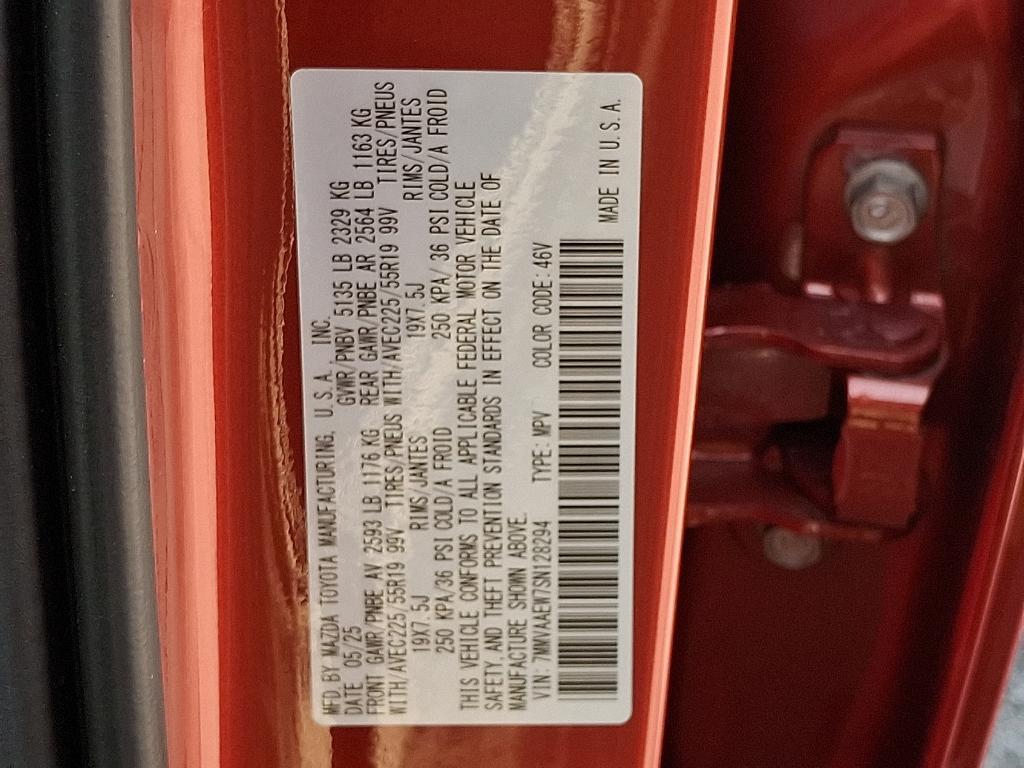 MFD. BY MAZDA TOYOTA MANUFACTURING, U.S.A., INC.
DATE 05/25 GVWR/PNBV 5135 LB 2329 KG
FRONT GAWR/PNBE AV 2593 LB 1176 KG REAR GAWR/PNBE AR 2564 LB 1163 KG
WITH/AVEC225/55R19 99V TIRES/PNEUS WITH/AVEC225/55R19 99V TIRES/PNEUS
19X7.5J RIMS/JANTES 19X7.5J RIMS/JANTES
250 KPA/36 PSI COLD/A FROID 250 KPA/ 36 PSI COLD/A FROID
THIS VEHICLE CONFORMS TO ALL APPLICABLE FEDERAL MOTOR VEHICLE
SAFETY, AND THEFT PREVENTION STANDARDS IN EFFECT ON THE DATE OF
MANUFACTURE SHOWN ABOVE.
VIN: 7MMVAAEW7SN128294 TYPE: MPV COLOR CODE: 46V
MADE IN U.S.A.